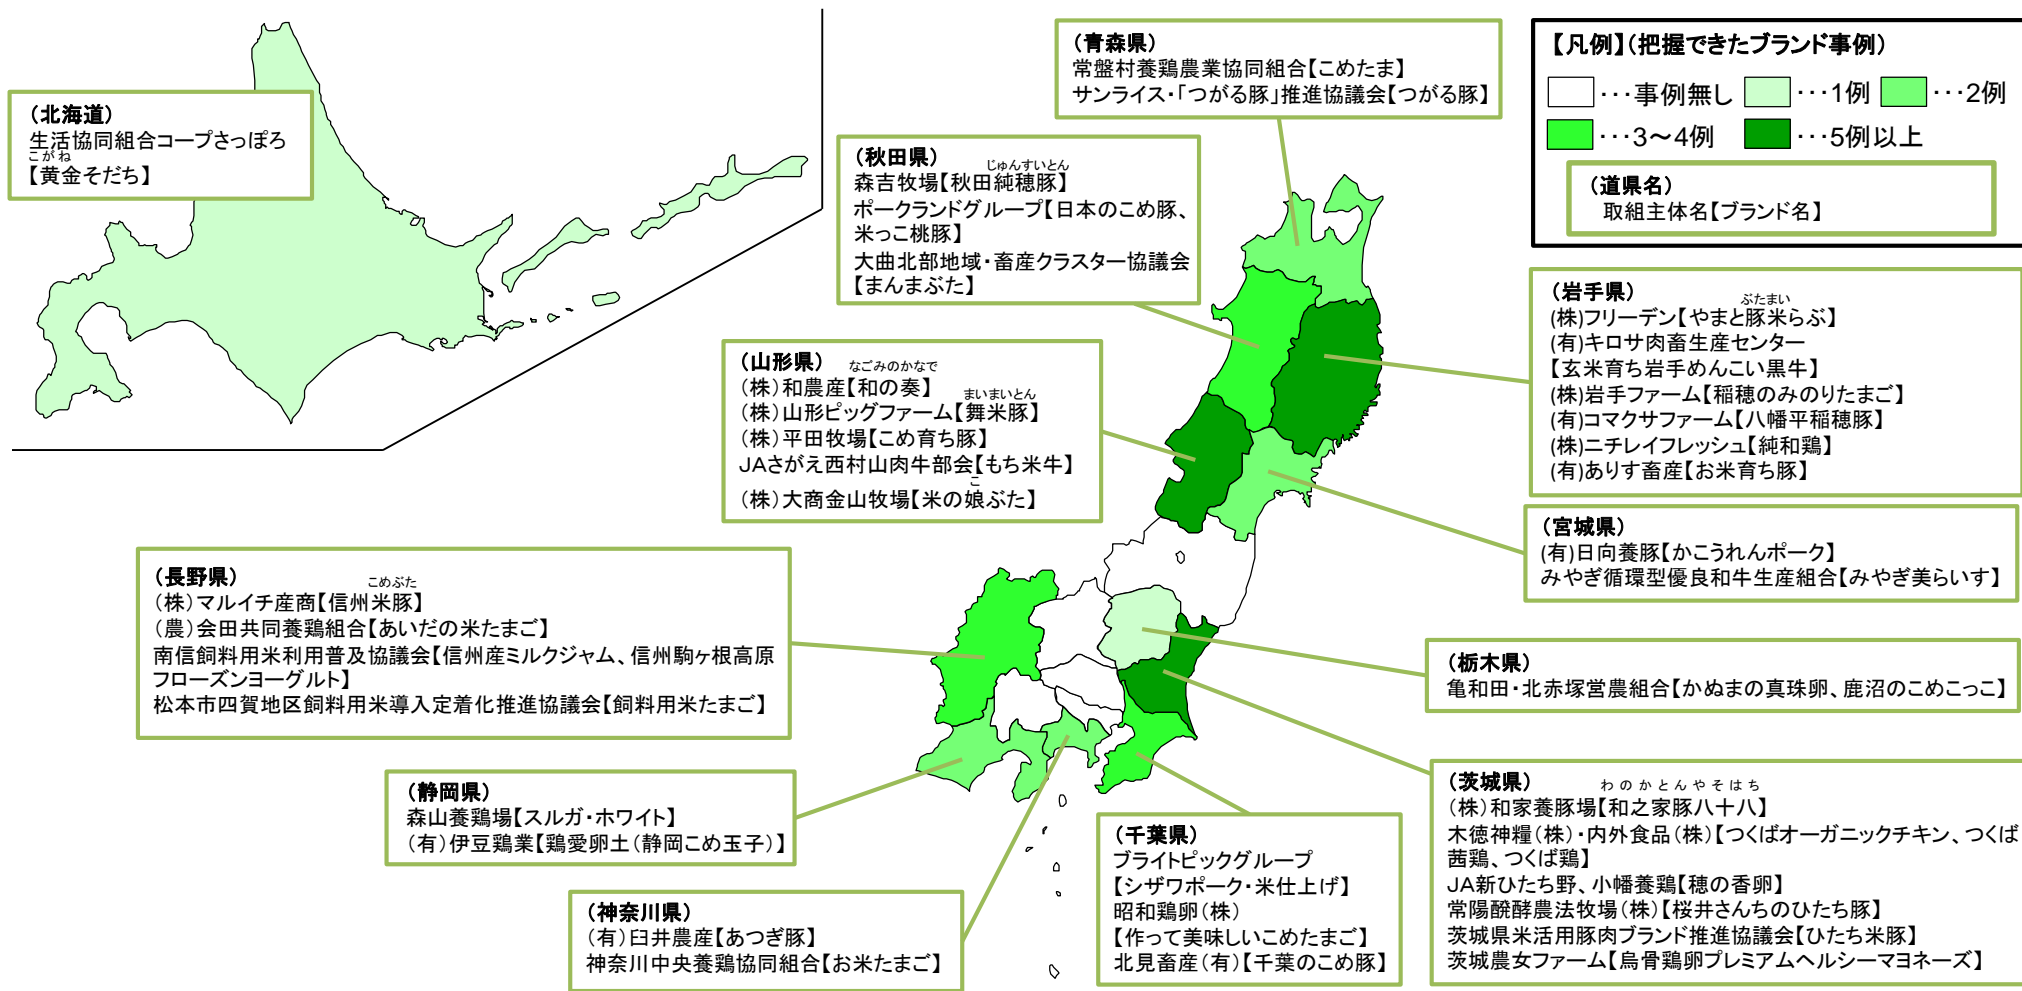 (北海道)
生活協同組合コープさっぽろ
こがね
【黄金そだち】
(青森県)
常盤村養鶏農業協同組合【こめたま】
サンライス・「つがる豚」推進協議会【つがる豚】
【凡例】(把握できたブランド事例)
・・・事例無し ・・・1例 ・・・2例
・・・3～4例 ・・・5例以上
(道県名)
取組主体名【ブランド名】
(秋田県)
じゅんすいとん
森吉牧場【秋田純穂豚】
ポークランドグループ【日本のこめ豚、
米っこ桃豚】
大曲北部地域・畜産クラスター協議会
【まんまぶた】
(岩手県)
ぶたまい
(株)フリーデン【やまと豚米らぶ】
(有)キロサ肉畜生産センター
【玄米育ち岩手めんこい黒牛】
(株)岩手ファーム【稲穂のみのりたまご】
(有)コマクサファーム【八幡平稲穂豚】
(株)ニチレイフレッシュ【純和鶏】
(有)ありす畜産【お米育ち豚】
(山形県)
なごみのかなで
(株)和農産【和の奏】
まいまいとん
(株)山形ピッグファーム【舞米豚】
(株)平田牧場【こめ育ち豚】
JAさがえ西村山肉牛部会【もち米牛】
こ
(株)大商金山牧場【米の娘ぶた】
(宮城県)
(有)日向養豚【かこうれんポーク】
みやぎ循環型優良和牛生産組合【みやぎ美らいす】
(長野県)
こめぶた
(株)マルイチ産商【信州米豚】
(農)会田共同養鶏組合【あいだの米たまご】
南信飼料用米利用普及協議会【信州産ミルクジャム、信州駒ヶ根高原
フローズンヨーグルト】
松本市四賀地区飼料用米導入定着化推進協議会【飼料用米たまご】
(栃木県)
亀和田・北赤塚営農組合【かぬまの真珠卵、鹿沼のこめこっこ】
(静岡県)
森山養鶏場【スルガ・ホワイト】
(有)伊豆鶏業【鶏愛卵土(静岡こめ玉子)】
(神奈川県)
(有)臼井農産【あつぎ豚】
神奈川中央養鶏協同組合【お米たまご】
(千葉県)
ブライトピックグループ
【シザワポーク・米仕上げ】
昭和鶏卵(株)
【作って美味しいこめたまご】
北見畜産(有)【千葉のこめ豚】
(茨城県)
わのかとんやそはち
(株)和家養豚場【和之家豚八十八】
木徳神糧(株)・内外食品(株)【つくばオーガニックチキン、つくば
茜鶏、つくば鶏】
JA新ひたち野、小幡養鶏【穂の香卵】
常陽醗酵農法牧場(株)【桜井さんちのひたち豚】
茨城県米活用豚肉ブランド推進協議会【ひたち米豚】
茨城農女ファーム【烏骨鶏卵プレミアムヘルシーマヨネーズ】